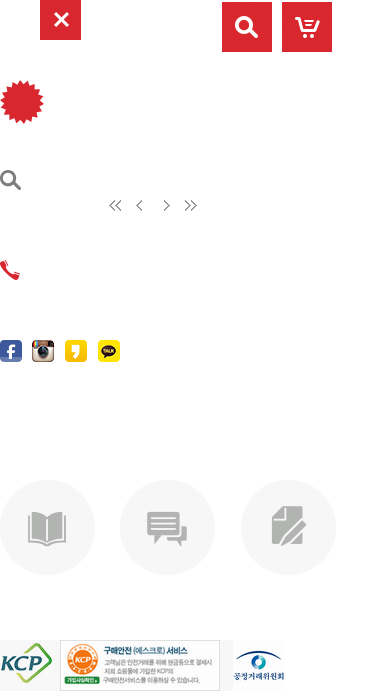 TALK
KCP
KCP
가입사실확인
구매안전 (에스크로) 서비스
고객님은 안전거래를 위해 현금등으로 결제시
저희 쇼핑몰에 가입한 KCP의
구매안전서비스를 이용하실 수 있습니다.
공정거래위원회